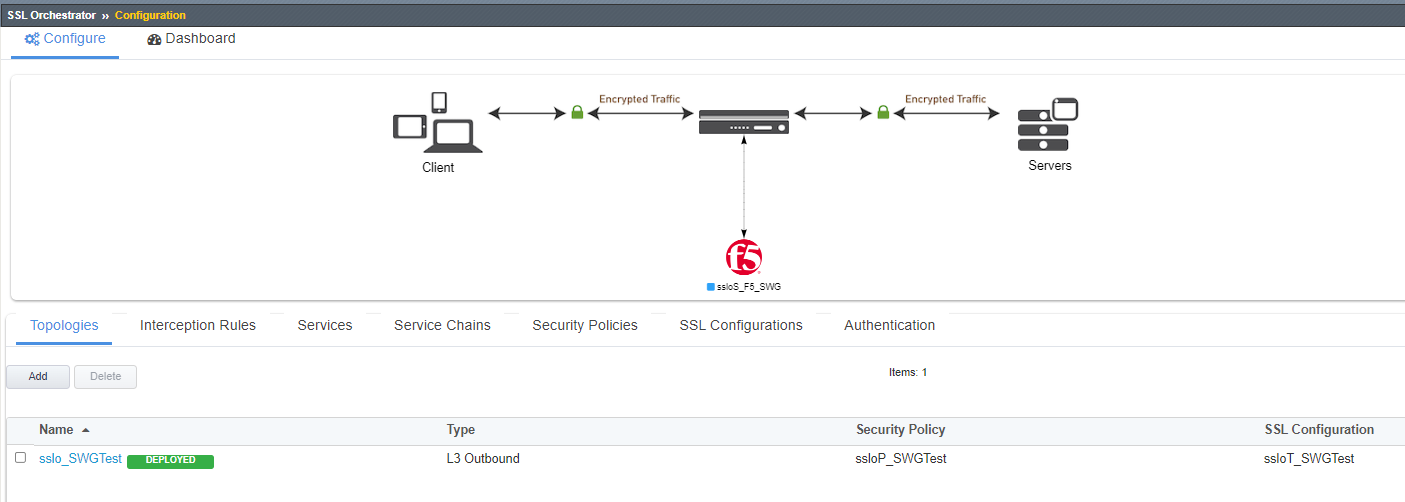 SSL Orchestrator » Configuration
Configure Dashboard
Encrypted Traffic Encrypted Traffic
Client Servers
f5
ssloS_F5_SWG
Topologies Interception Rules Services Service Chains Security Policies SSL Configurations Authentication
Add Delete Items: 1
Name Type Security Policy SSL Configuration
sslo_SWGTest DEPLOYED L3 Outbound ssloP_SWGTest ssloT_SWGTest